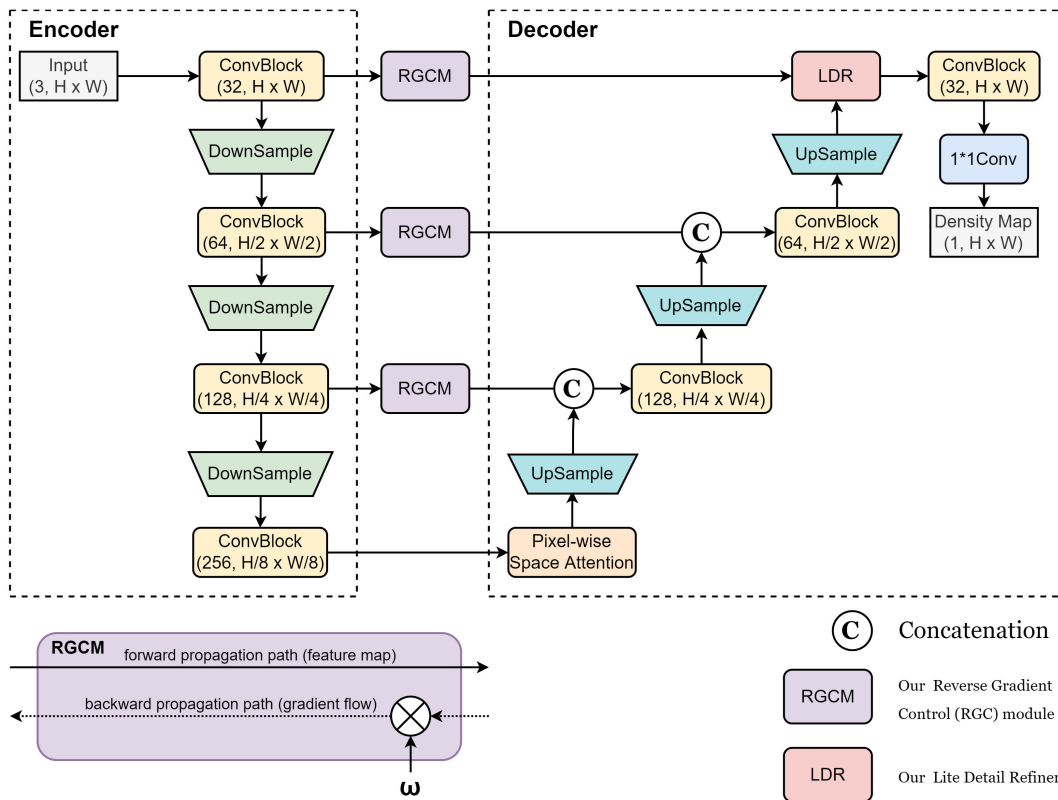 Encoder
Decoder
Input
(3, H x W)
ConvBlock
(32, H x W)
RGCM
LDR
ConvBlock
(32, H x W)
DownSample
UpSample
1*1Conv
ConvBlock
(64, H/2 x W/2)
RGCM
C
ConvBlock
(64, H/2 x W/2)
Density Map
(1, H x W)
DownSample
UpSample
ConvBlock
(128, H/4 x W/4)
RGCM
C
ConvBlock
(128, H/4 x W/4)
DownSample
UpSample
ConvBlock
(256, H/8 x W/8)
Pixel-wise
Space Attention
RGCM
forward propagation path (feature map)
backward propagation path (gradient flow)
ω
C
Concatenation
RGCM
Our Reverse Gradient
Control (RGC) module
LDR
Our Lite Detail Refiner